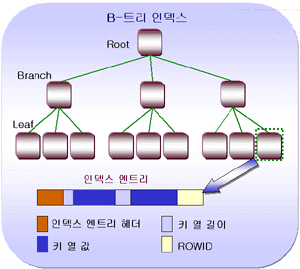 B-트리 인덱스
Root
Branch
Leaf
인덱스 엔트리
인덱스 엔트리 헤더
키 열 길이
키 열 값
ROWID